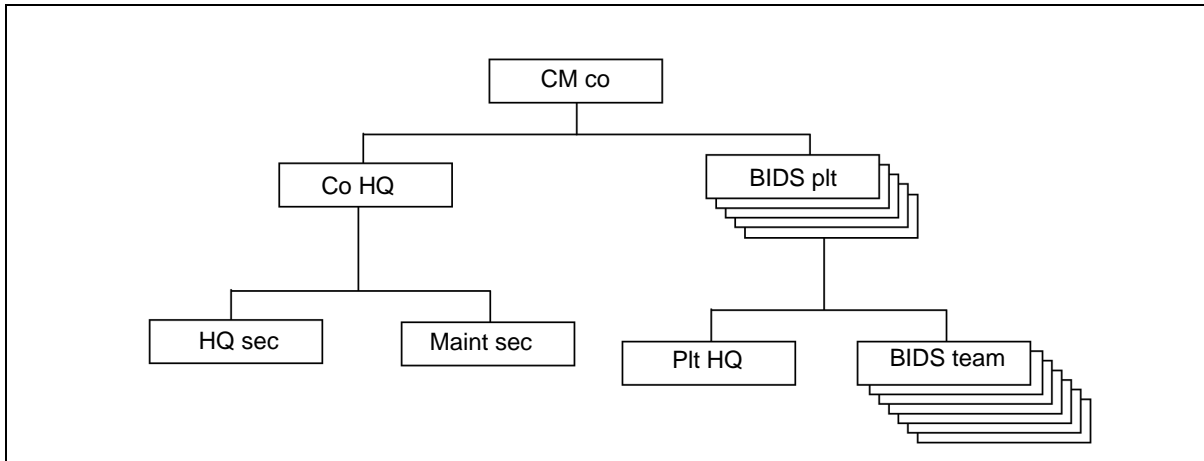 CM co
Co HQ
BIDS plt
HQ sec
Maint sec
Plt HQ
BIDS team